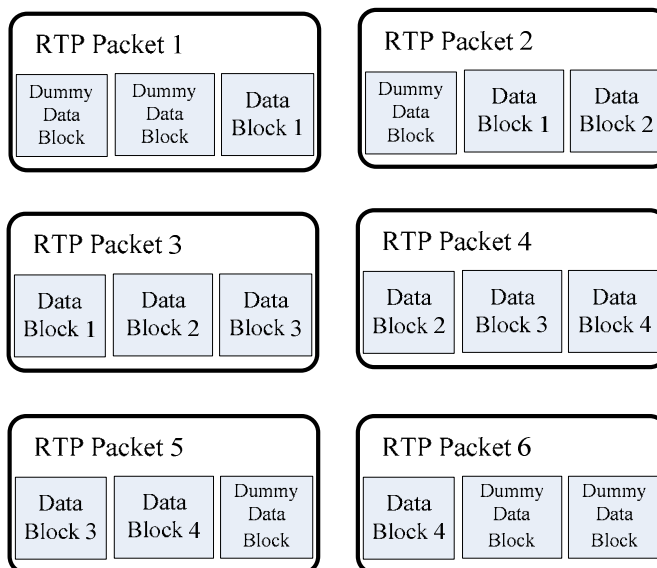 RTP Packet 1
Dummy Data Block
Dummy Data Block
Data Block 1
RTP Packet 2
Dummy Data Block
Data Block 1
Data Block 2
RTP Packet 3
Data Block 1
Data Block 2
Data Block 3
RTP Packet 4
Data Block 2
Data Block 3
Data Block 4
RTP Packet 5
Data Block 3
Data Block 4
Dummy Data Block
RTP Packet 6
Data Block 4
Dummy Data Block
Dummy Data Block